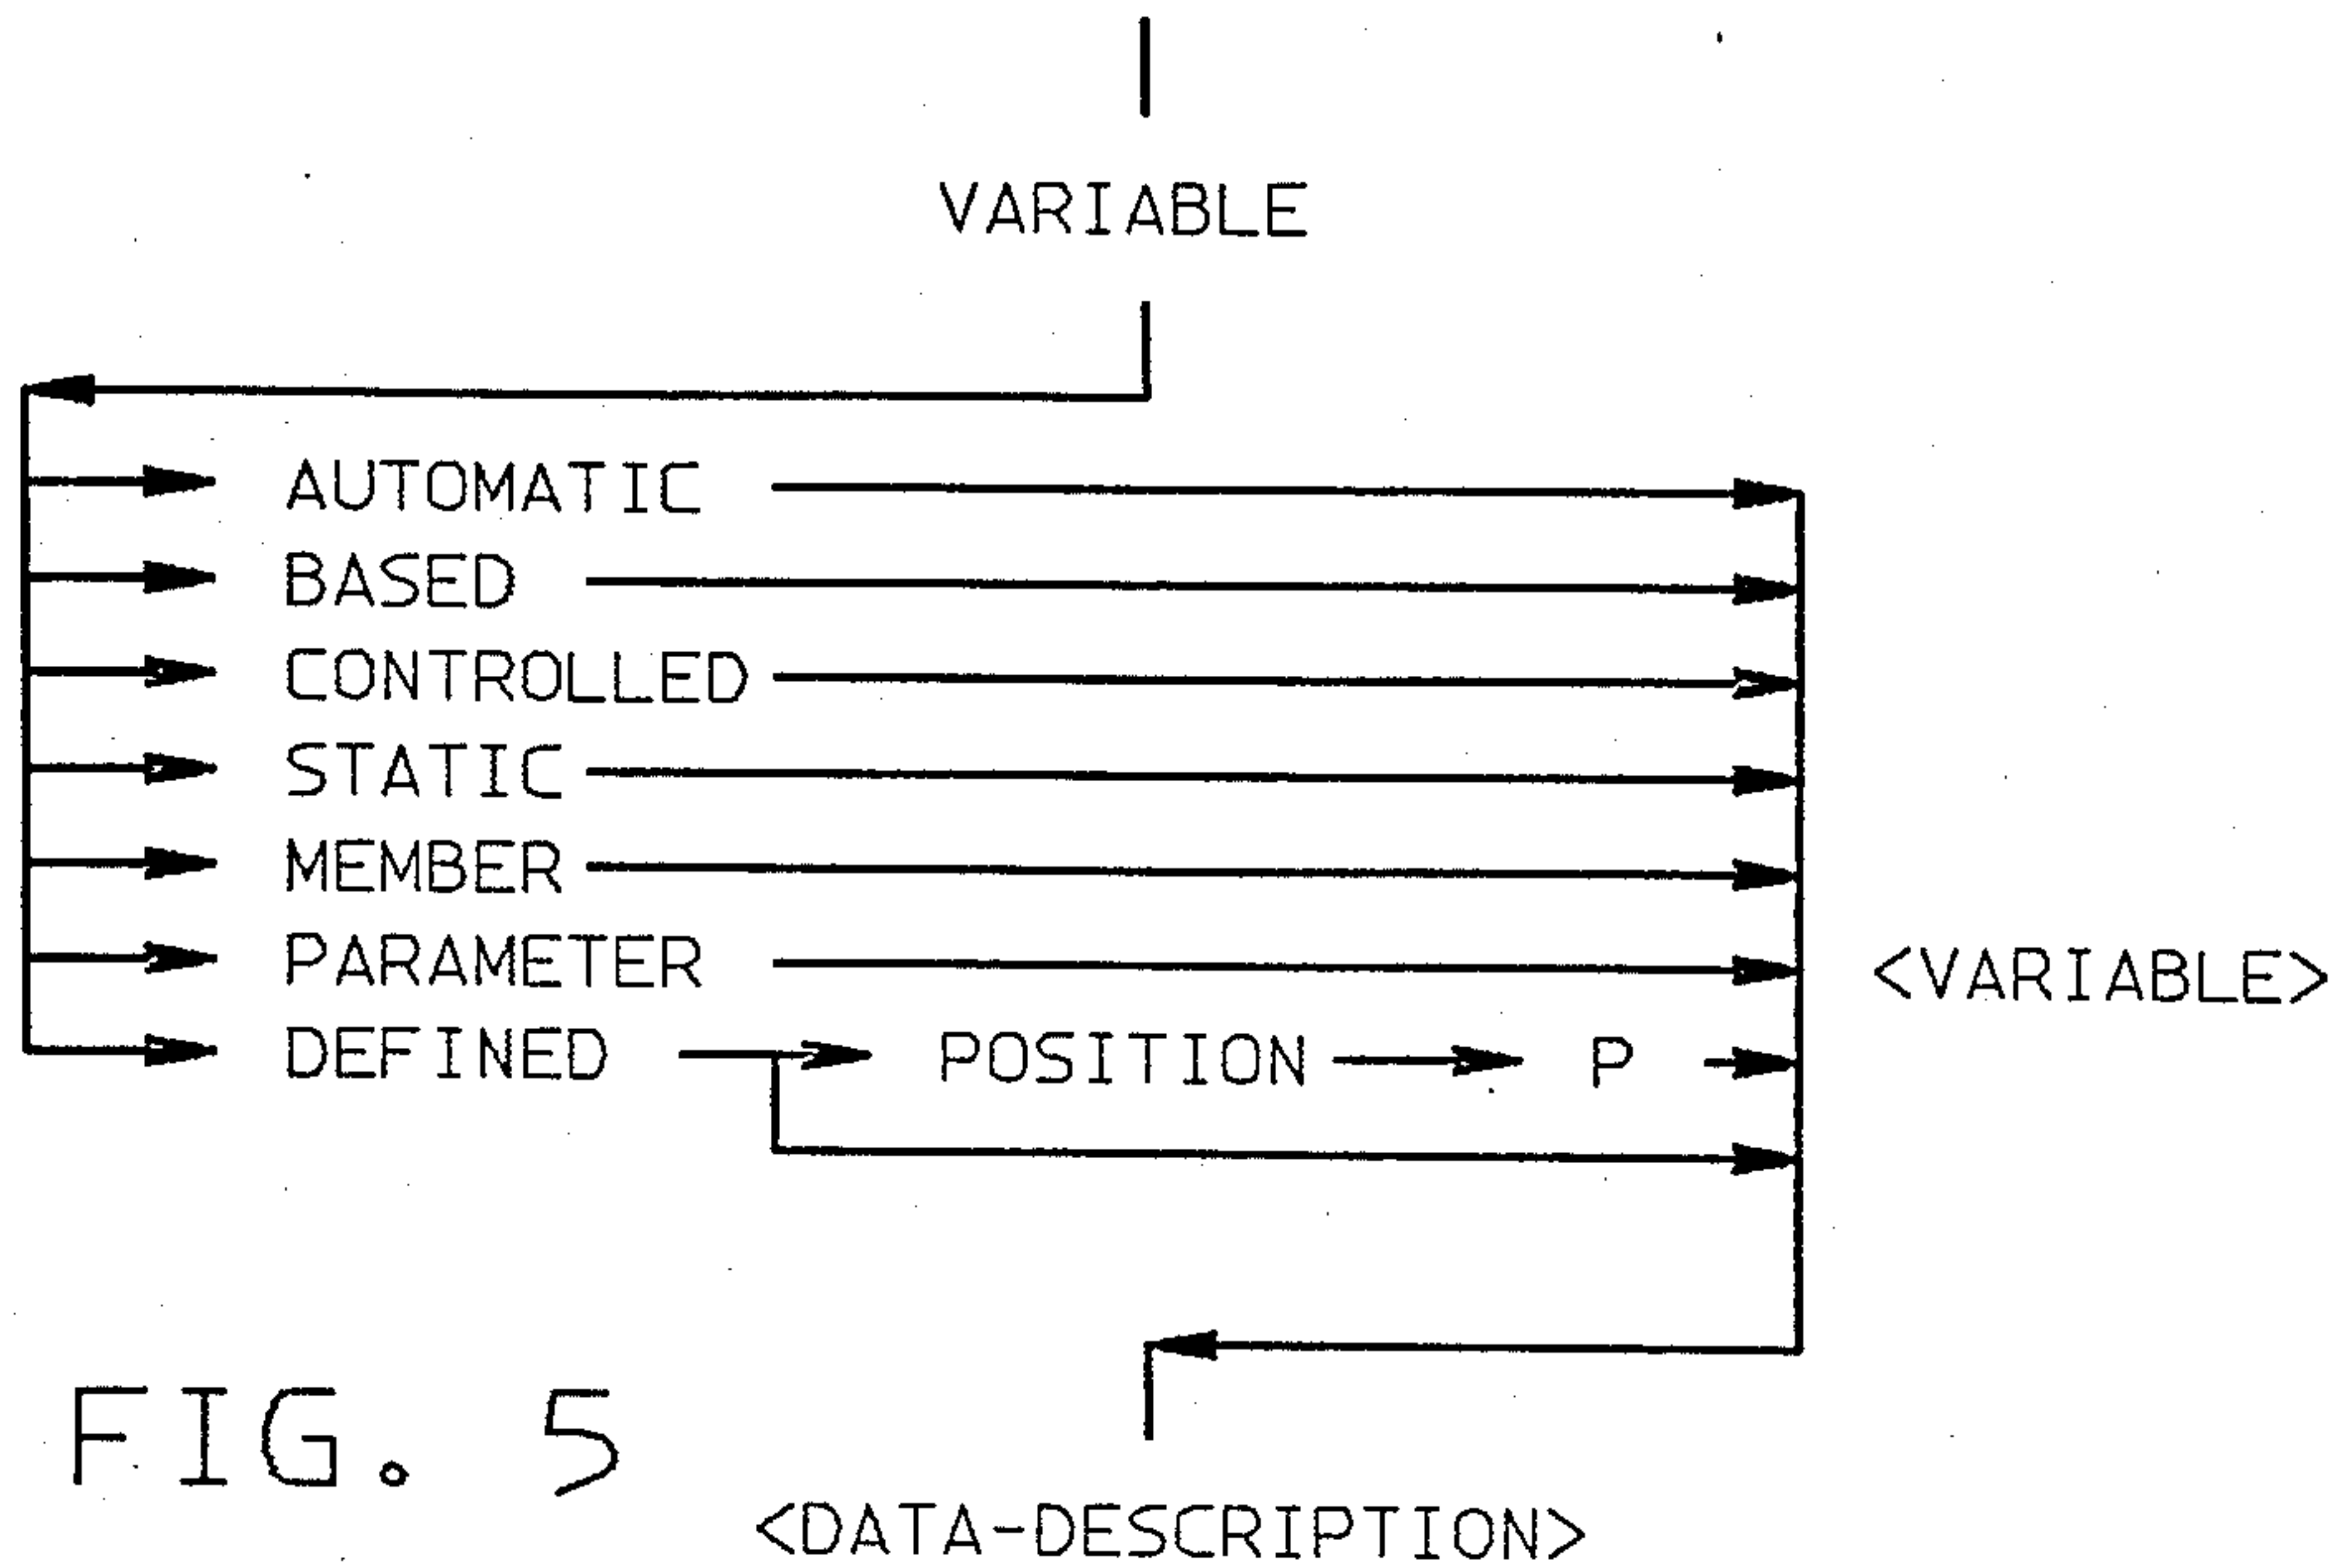 VARIABLE
AUTOMATIC
BASED
CONTROLLED
STATIC
MEMBER
PARAMETER
<VARIABLE>
DEFINED POSITION P
FIG. 5
<DATA-DESCRIPTION>